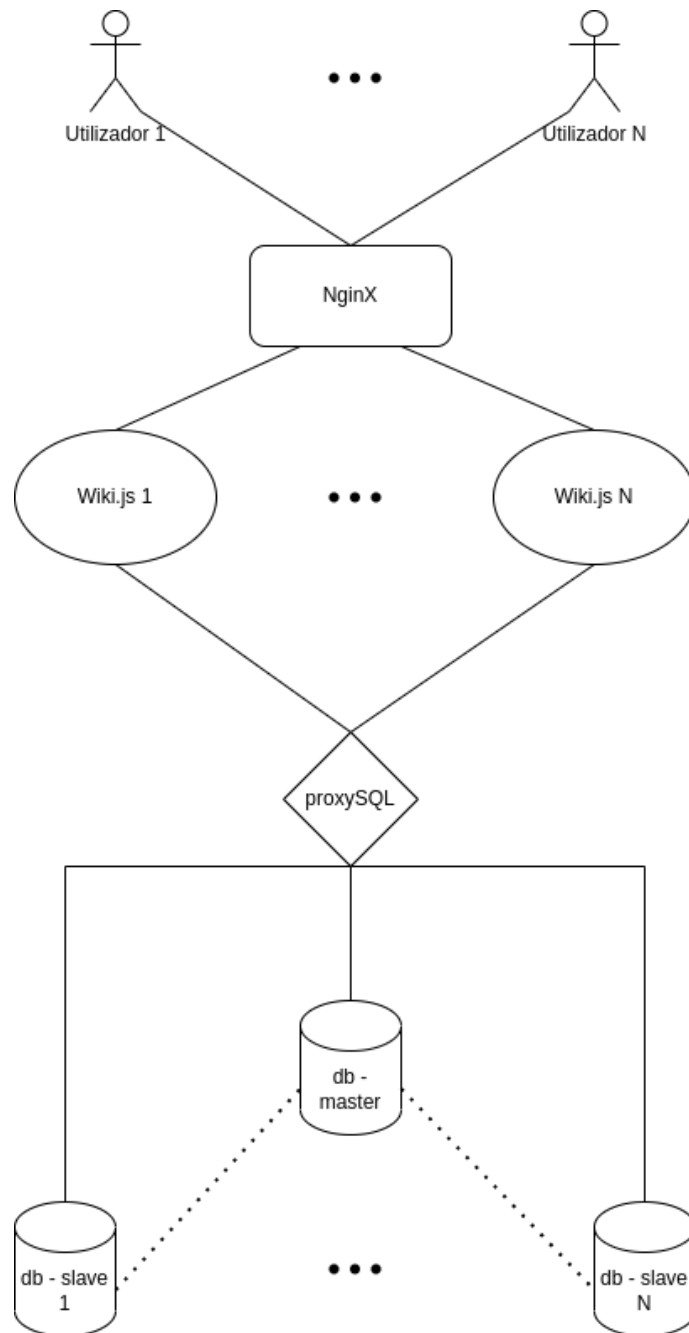 Utilizador 1
Utilizador N
NginX
Wiki.js 1
Wiki.js N
proxySQL
db -
master
db - slave
1
db - slave
N